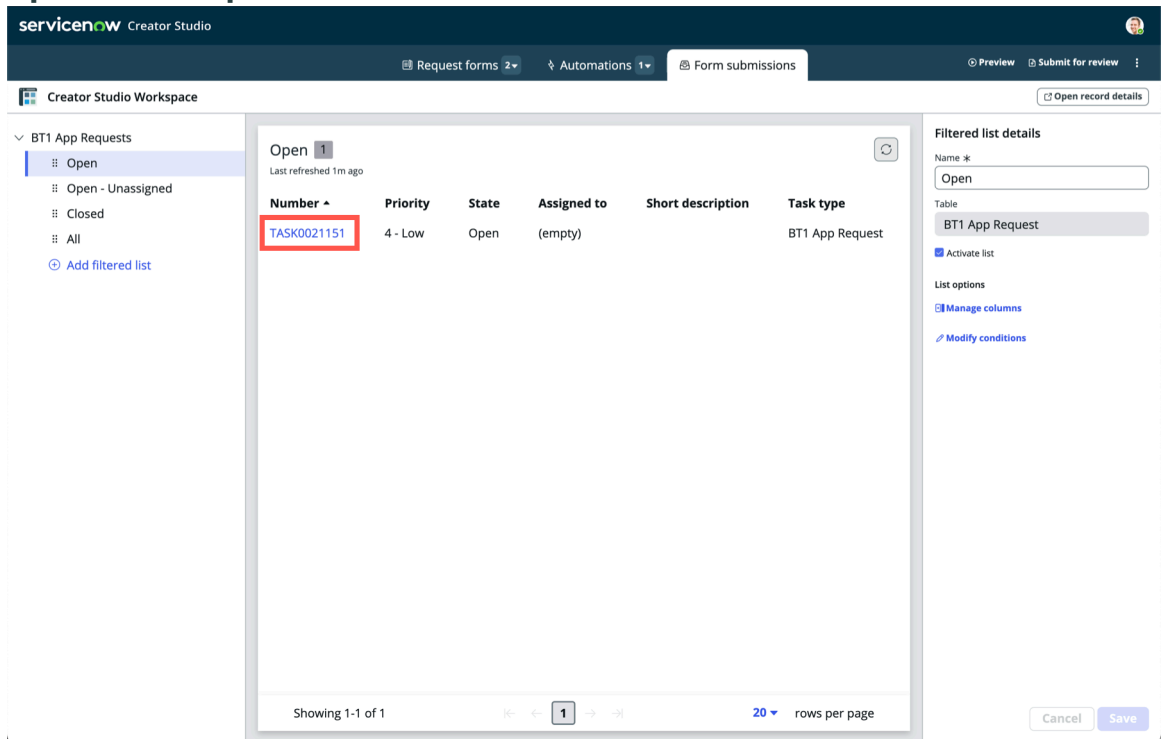 servicenow Creator Studio
Request forms 2
Automations 1
Form submissions
Preview
Submit for review
Creator Studio Workspace
Open record details
BT1 App Requests
Open
Open - Unassigned
Closed
All
Add filtered list
Open 1
Last refreshed 1m ago
Number Priority State Assigned to Short description Task type
TASK0021151 4 - Low Open (empty) BT1 App Request
Showing 1-1 of 1
1
20 rows per page
Filtered list details
Name *
Open
Table
BT1 App Request
Activate list
List options
Manage columns
Modify conditions
Cancel Save